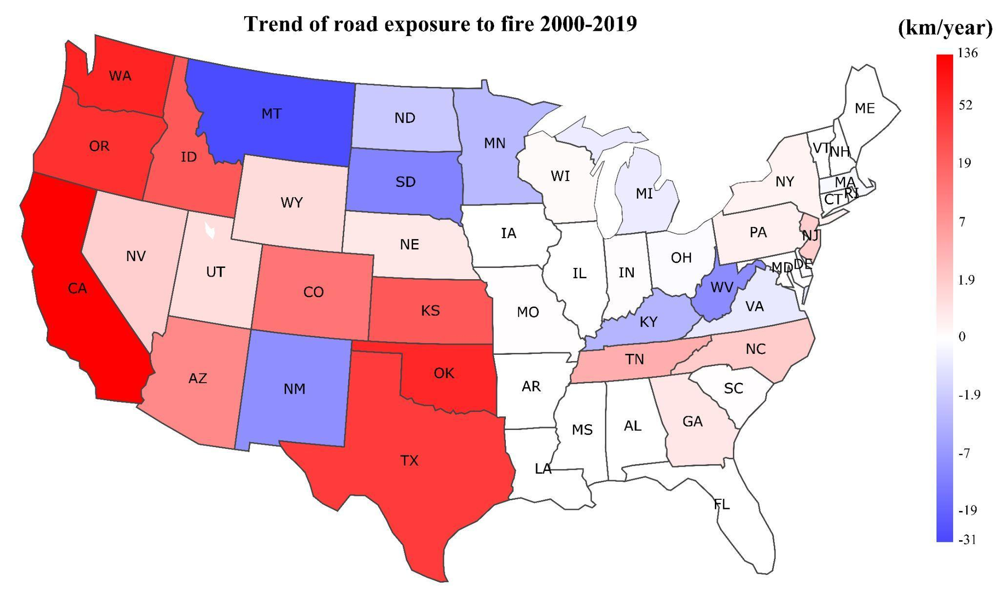 Trend of road exposure to fire 2000-2019
(km/year)
136
52
19
7
1.9
0
-1.9
-7
-19
-31
WA
OR
ID
MT
ND
MN
SD
WY
WI
MI
ME
VT
NH
NY
MA
RI
CT
CA
NV
UT
CO
NE
IA
IL
IN
OH
PA
NJ
MD
DE
WV
VA
KS
MO
KY
AZ
NM
OK
AR
TN
NC
SC
TX
LA
MS
AL
GA
FL